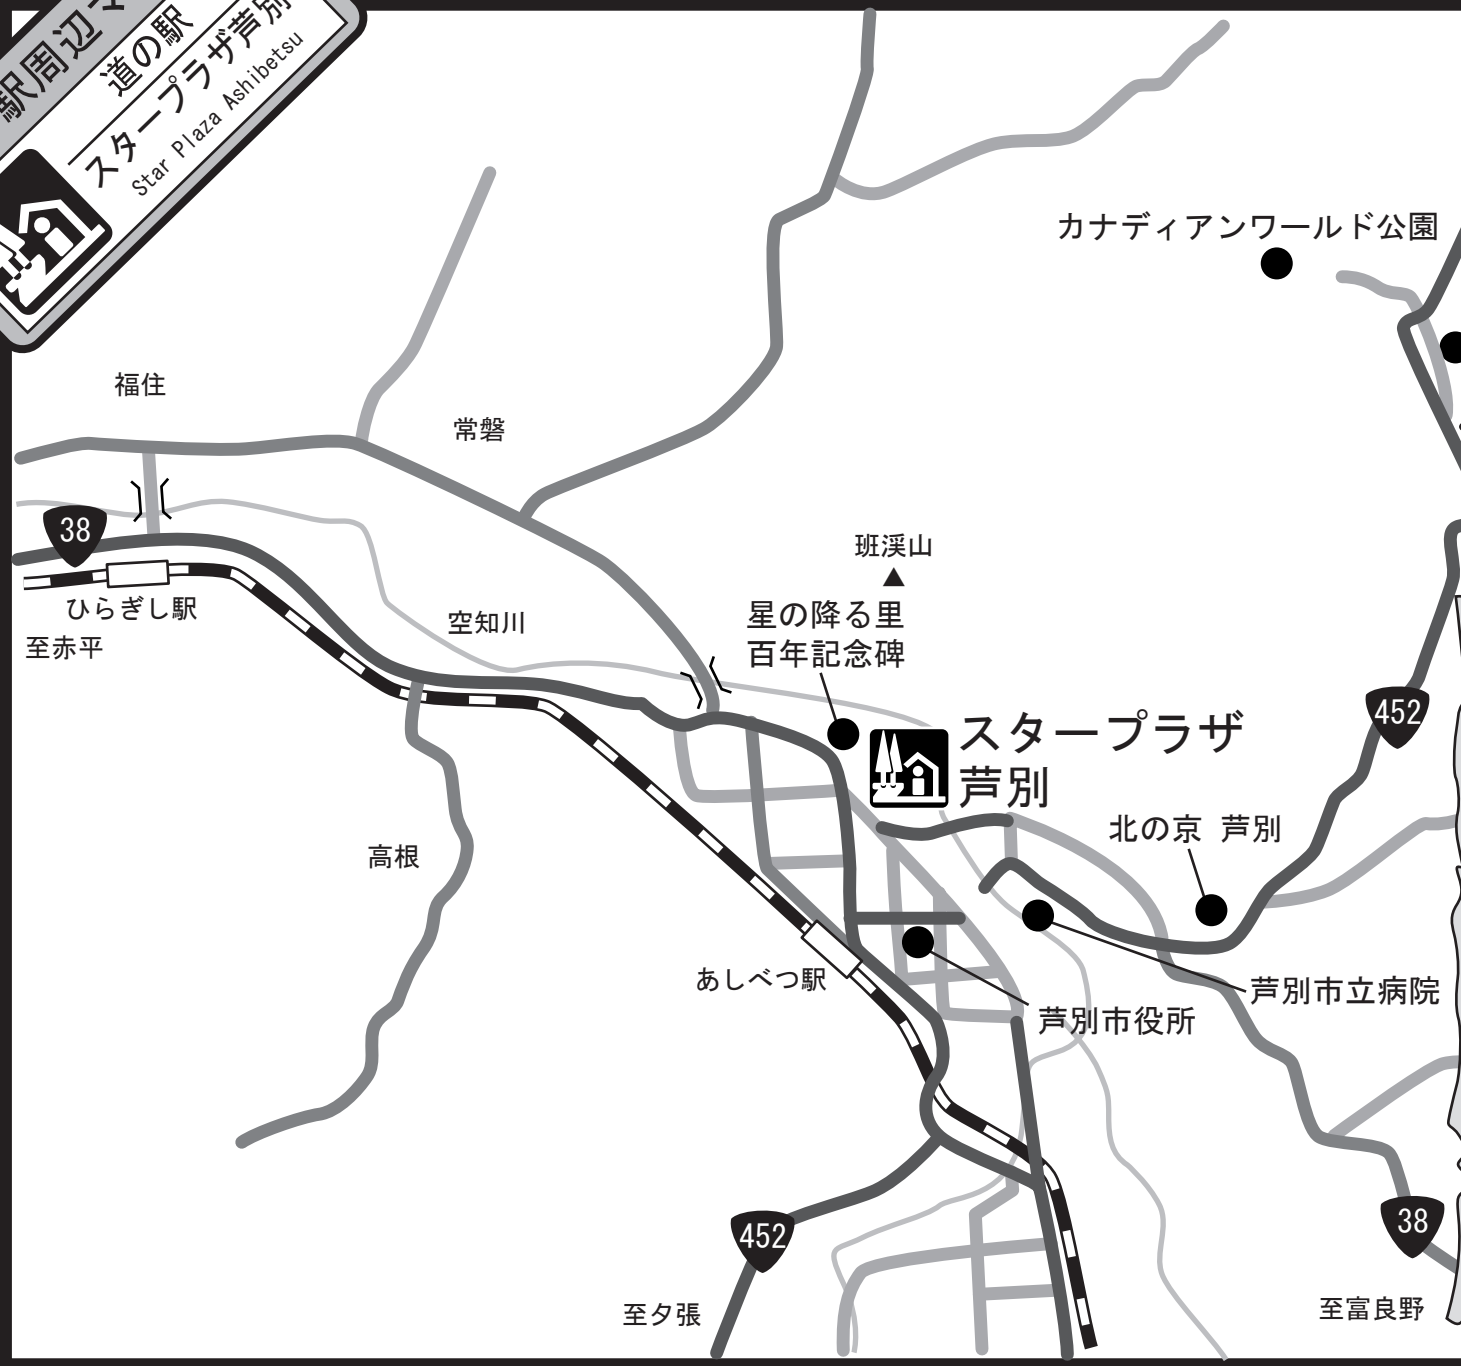 駅周辺マ
道の駅
スタープラザ芦別
Star Plaza Ashibetsu
カナディアンワールド公園
福住
常磐
38
ひらぎし駅
至赤平
空知川
班渓山
星の降る里
百年記念碑
スタープラザ
芦別
452
北の京 芦別
高根
あしべつ駅
芦別市役所
芦別市立病院
452
38
至夕張
至富良野